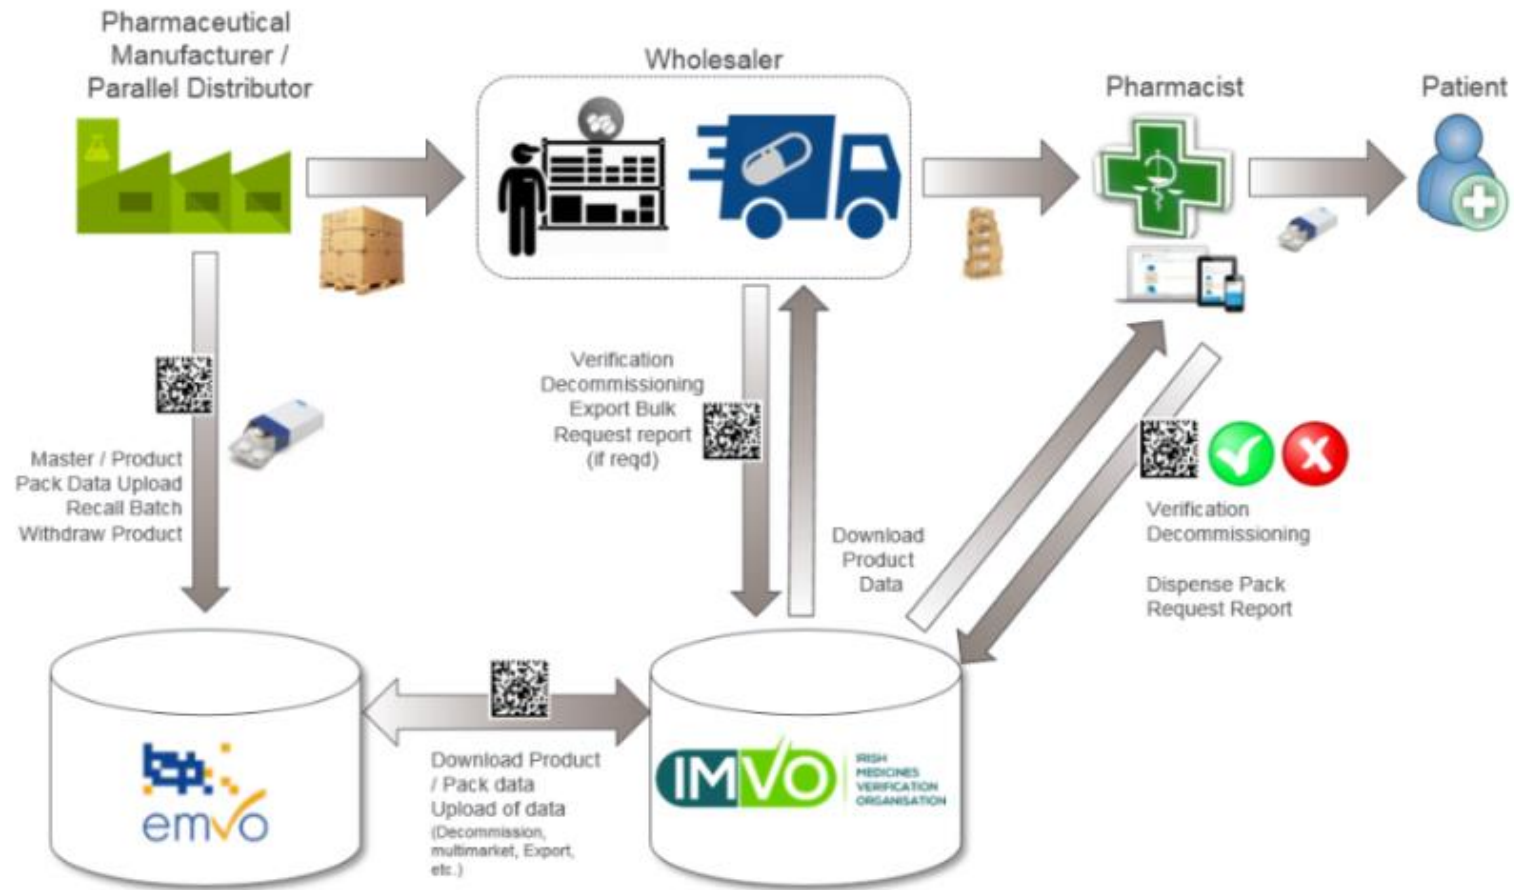 Pharmaceutical
Manufacturer /
Parallel Distributor
Wholesaler
Pharmacist
Patient
Verification
Decommissioning
Export Bulk
Request report
(if reqd)
Master / Product
Pack Data Upload
Recall Batch
Withdraw Product
Download
Product
Data
Verification
Decommissioning
Dispense Pack
Request Report
emvo
Download Product
/ Pack data
Upload of data
(Decommission,
multimarket, Export,
etc.)
IMVO
IRISH
MEDICINES
VERIFICATION
ORGANISATION